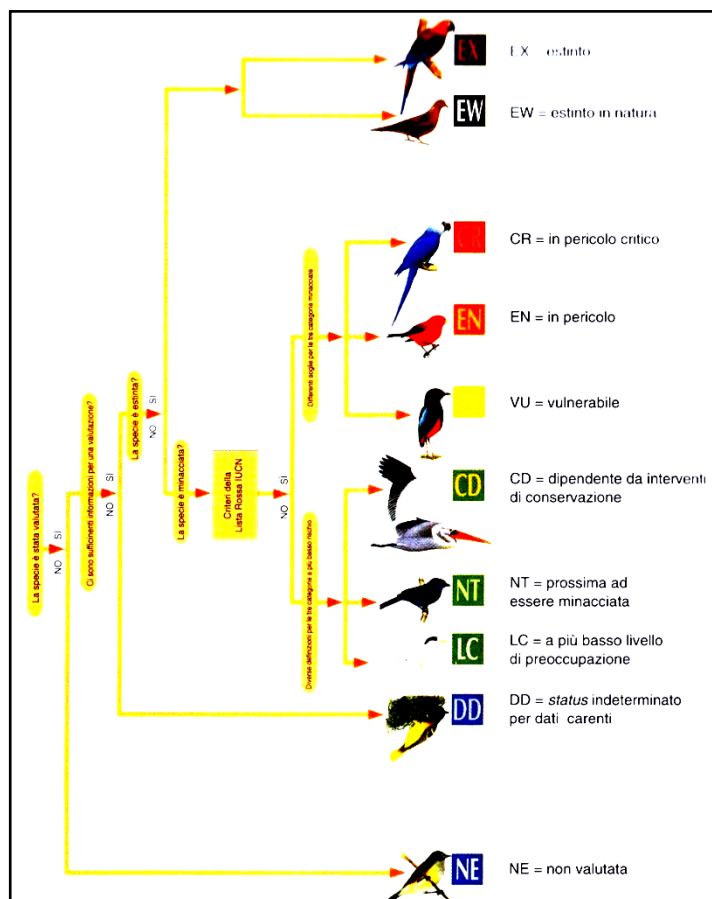 EX
EX = estinto
EW
EW = estinto in natura
CR
CR = in pericolo critico
EN
EN = in pericolo
VU = vulnerabile
CD
CD = dipendente da interventi
di conservazione
NT
NT = prossima ad
essere minacciata
LC
LC = a più basso livello
di preoccupazione
DD
DD = status indeterminato
per dati carenti
NE
NE = non valutata
La specie è stata valutata?
SI
NO
Ci sono sufficienti informazioni per una valutazione?
SI
NO
La specie è estinta?
SI
NO
La specie è minacciata?
Criteri della
Lista Rossa IUCN
SI
NO
Differenti soglie per le tre categorie minacciate
Diverse definizioni per le tre categorie a più basso rischio